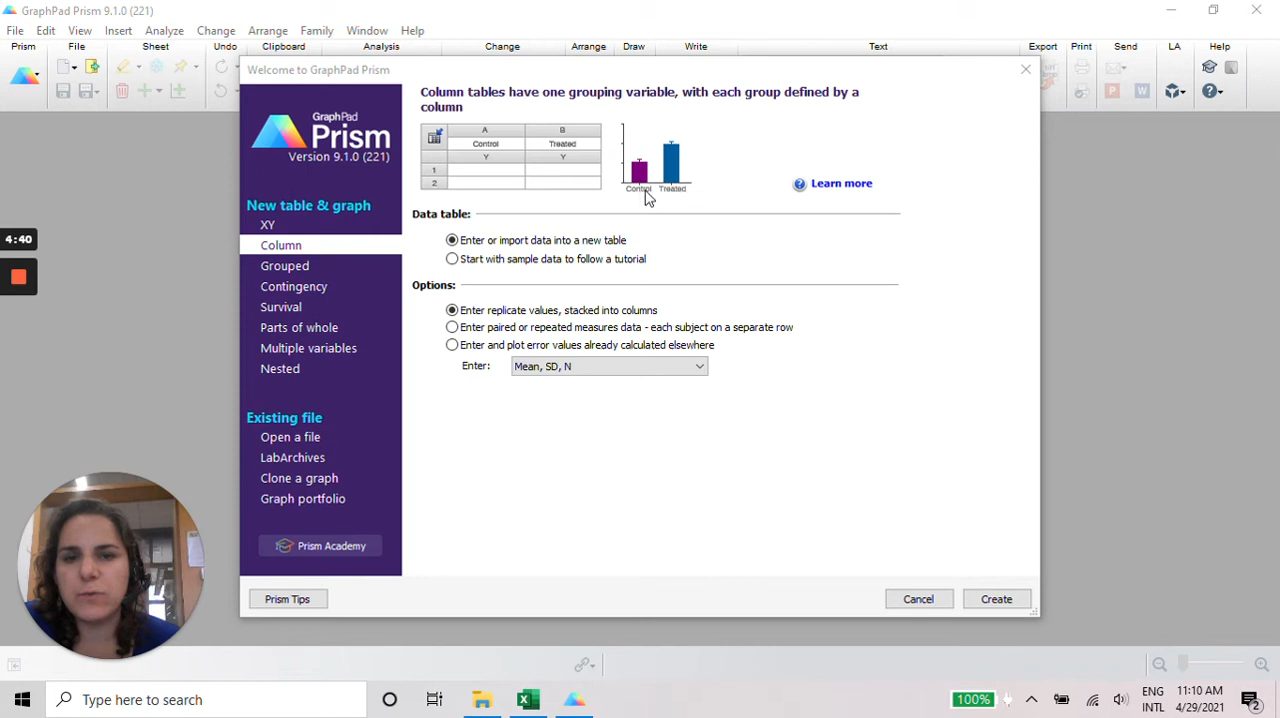 GraphPad Prism 9.1.0 (221)
File Edit View Insert Change Analyze Arrange Family Window Help
Prism File Sheet Undo Clipboard Analysis Change Arrange Draw Write Text Export Print Send LA Help
Welcome to GraphPad Prism
GraphPad
Prism
Version 9.1.0 (221)
New table & graph
XY
Column
Grouped
Contingency
Survival
Parts of whole
Multiple variables
Nested
Existing file
Open a file
LabArchives
Clone a graph
Graph portfolio
Prism Academy
Column tables have one grouping variable, with each group defined by a
column
A B
Control Treated
Y Y
1
2
Control Treated
Learn more
Data table:
Enter or import data into a new table
Start with sample data to follow a tutorial
Options:
Enter replicate values, stacked into columns
Enter paired or repeated measures data - each subject on a separate row
Enter and plot error values already calculated elsewhere
Enter: Mean, SD, N
Prism Tips Cancel Create
4:40
Type here to search
100%
ENG
INTL
11:10 AM
4/29/2021
2